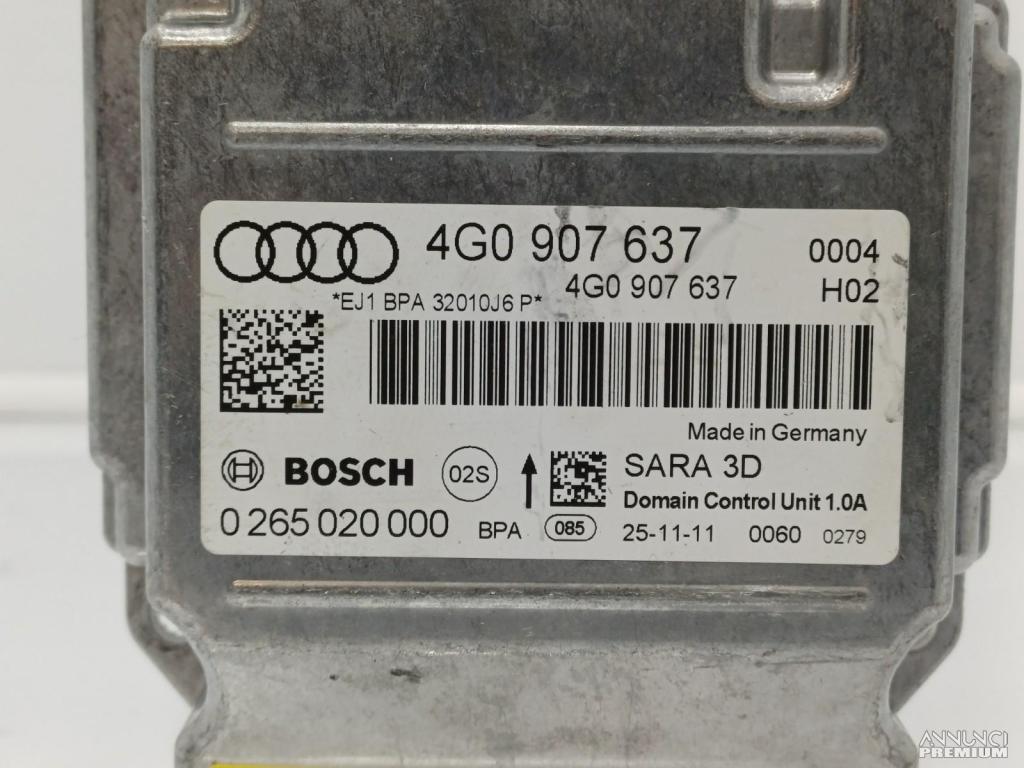 4G0 907 637 0004
4G0 907 637 H02
*EJ1 BPA 32010J6 P*
Made in Germany
BOSCH 02S SARA 3D
Domain Control Unit 1.0A
0 265 020 000 BPA 085 25-11-11 0060 0279
ANNUNCI
PREMIUM